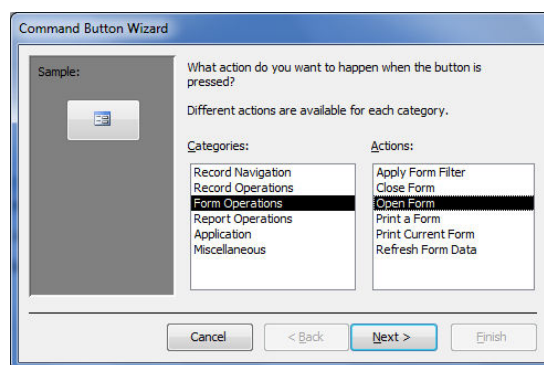 Command Button Wizard
Sample:
What action do you want to happen when the button is
pressed?
Different actions are available for each category.
Categories:
Record Navigation
Record Operations
Form Operations
Report Operations
Application
Miscellaneous
Actions:
Apply Form Filter
Close Form
Open Form
Print a Form
Print Current Form
Refresh Form Data
Cancel
< Back
Next >
Finish